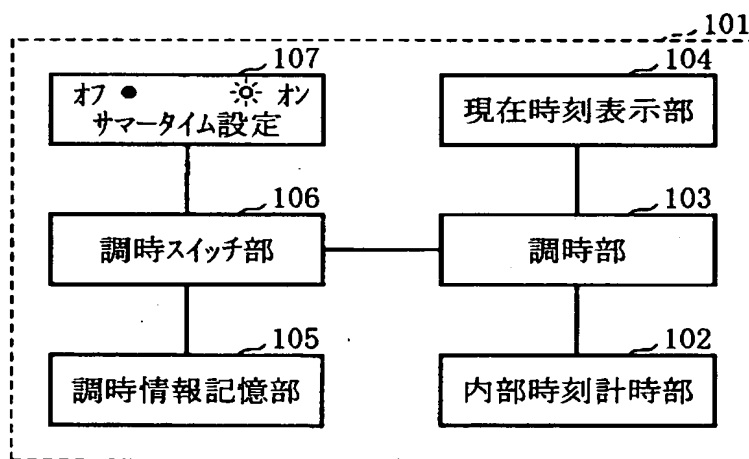 101
107
オフ オン
サマータイム設定
104
現在時刻表示部
106
調時スイッチ部
103
調時部
105
調時情報記憶部
102
内部時刻計時部